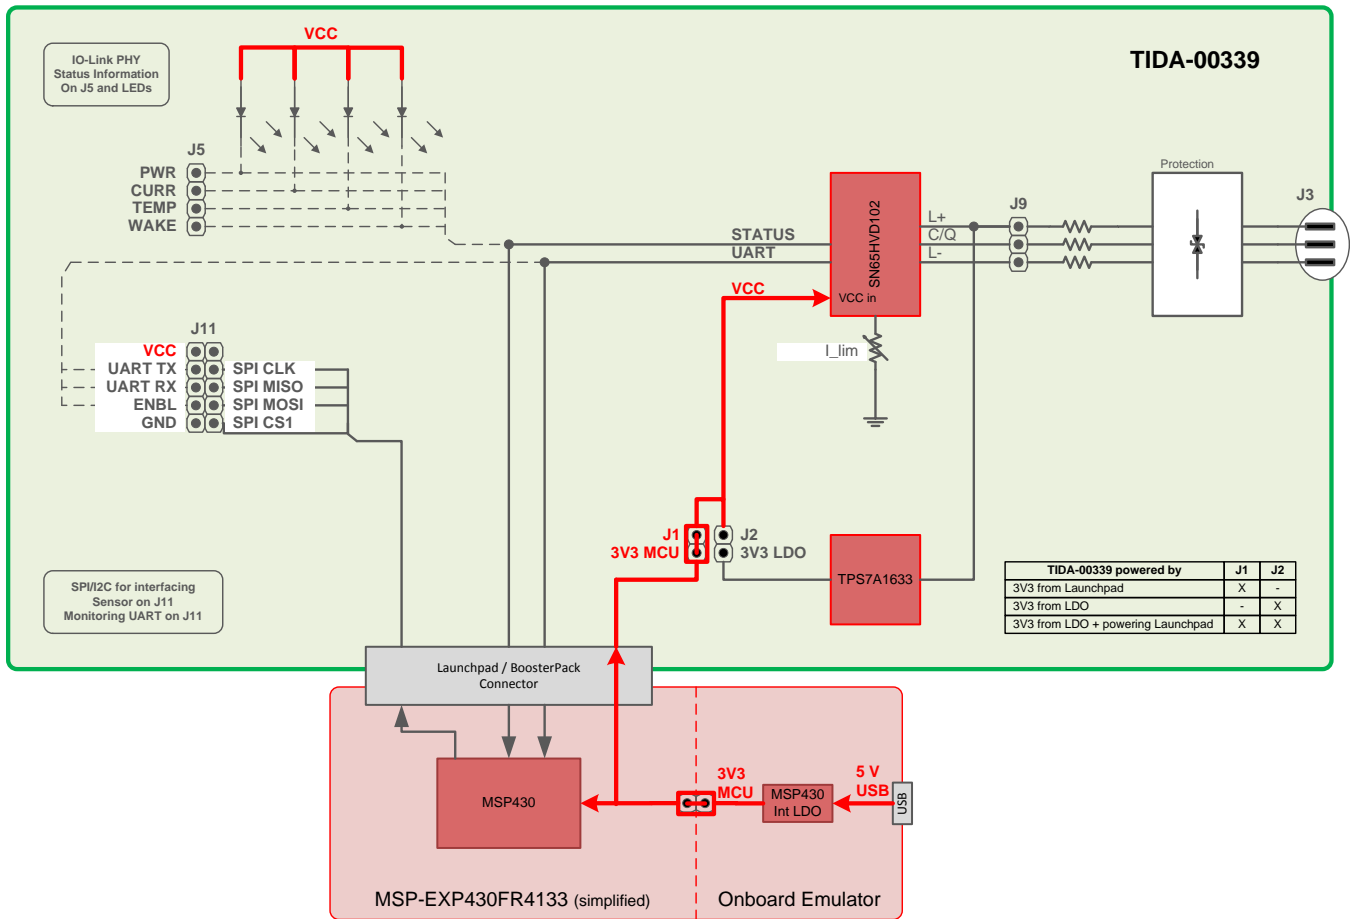 VCC
TIDA-00339
IO-Link PHY
Status Information
On J5 and LEDs
J5
PWR
CURR
TEMP
WAKE
Protection
J3
J9
L+
C/Q
L-
STATUS
UART
SN65HVD102
VCC
VCC in
I_lim
J11
VCC
UART TX SPI CLK
UART RX SPI MISO
ENBL SPI MOSI
GND SPI CS1
J1 J2
3V3 MCU 3V3 LDO
TPS7A1633
TIDA-00339 powered by J1 J2
3V3 from Launchpad X -
3V3 from LDO - X
3V3 from LDO + powering Launchpad X X
SPI/I2C for interfacing
Sensor on J11
Monitoring UART on J11
Launchpad / BoosterPack
Connector
MSP430
3V3
MCU
MSP430
Int LDO
5 V
USB
USB
MSP-EXP430FR4133 (simplified)
Onboard Emulator